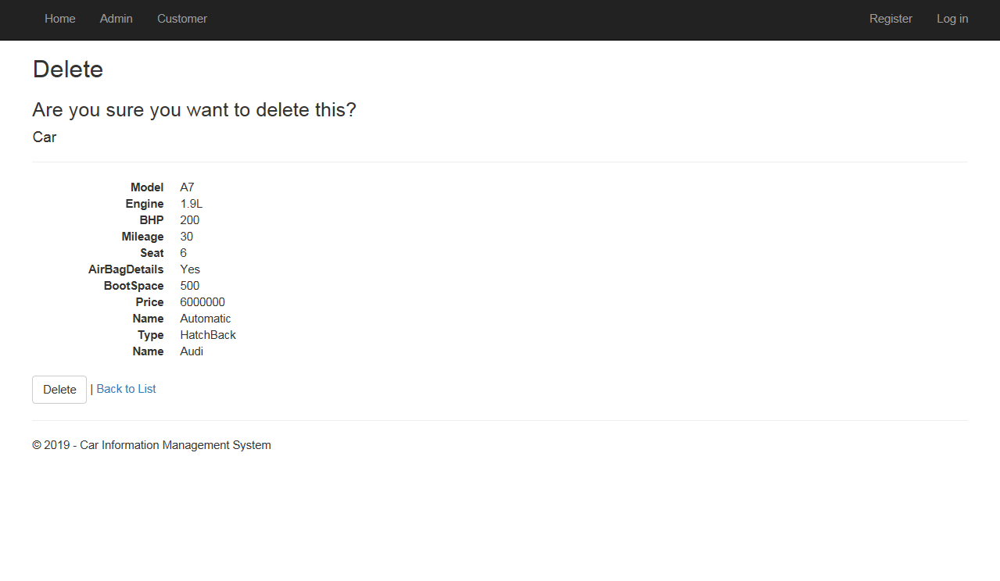 Home Admin Customer Register Log in
Delete
Are you sure you want to delete this?
Car
Model A7
Engine 1.9L
BHP 200
Mileage 30
Seat 6
AirBagDetails Yes
BootSpace 500
Price 6000000
Name Automatic
Type HatchBack
Name Audi
Delete | Back to List
© 2019 - Car Information Management System